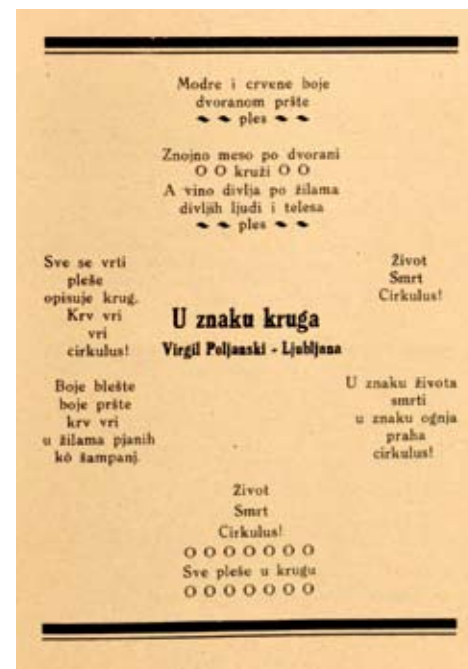 Modre i crvene boje
dvoranom pršte
ples
Znojno meso po dvorani
O O kruži O O
A vino divlja po žilama
divljih ljudi i telesa
ples
Sve se vrti
pleše
opisuje krug.
Krv vri
vri
cirkulus!
Život
Smrt
Cirkulus!
U znaku kruga
Virgil Poljanski - Ljubljana
Boje blešte
boje pršte
krv vri
u žilama pjanih
kô šampanj.
U znaku života
smrti
u znaku ognja
praha
cirkulus!
Život
Smrt
Cirkulus!
O O O O O O O
Sve pleše u krugu
O O O O O O O